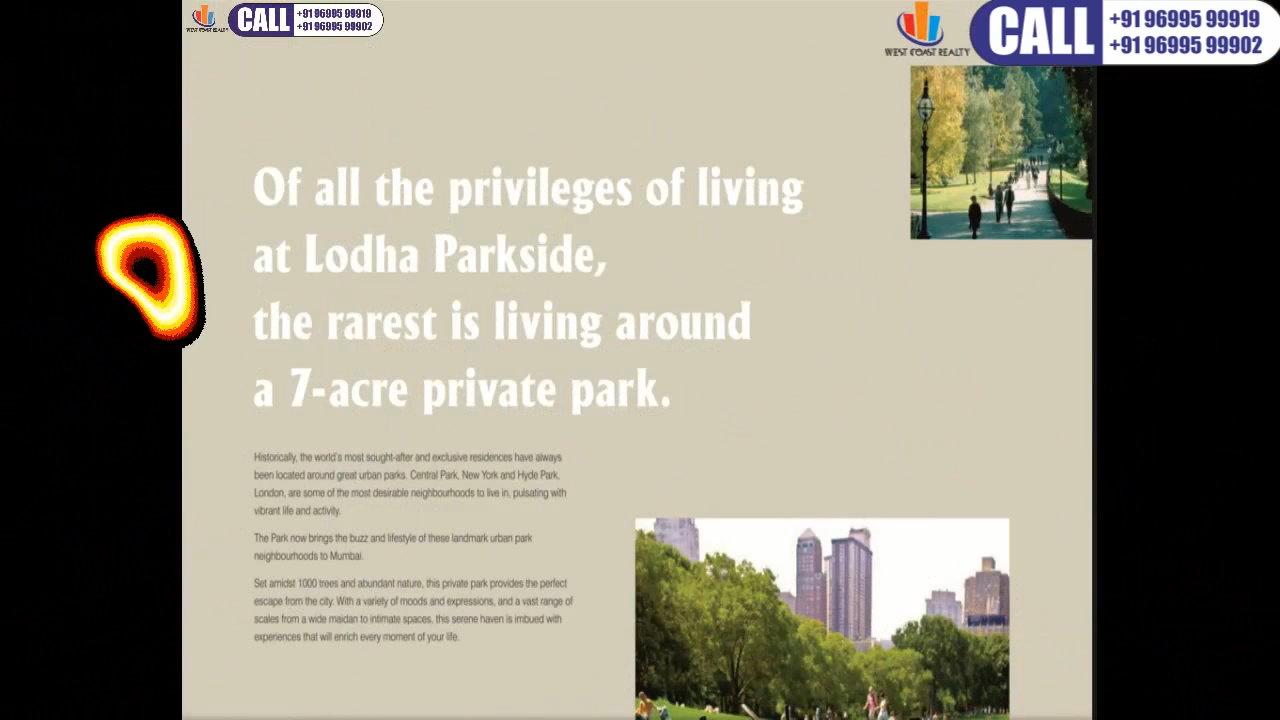 WEST COAST REALTY
CALL
+91 96995 99919
+91 96995 99902
WEST COAST REALTY
CALL
+91 96995 99919
+91 96995 99902
Of all the privileges of living
at Lodha Parkside,
the rarest is living around
a 7-acre private park.
Historically, the world's most sought-after and exclusive residences have always
been located around great urban parks. Central Park, New York and Hyde Park,
London, are some of the most desirable neighbourhoods to live in, pulsating with
vibrant life and activity.
The Park now brings the buzz and lifestyle of these landmark urban park
neighbourhoods to Mumbai.
Set amidst 1000 trees and abundant nature, this private park provides the perfect
escape from the city. With a variety of moods and expressions, and a vast range of
scales from a wide maidan to intimate spaces, this serene haven is imbued with
experiences that will enrich every moment of your life.